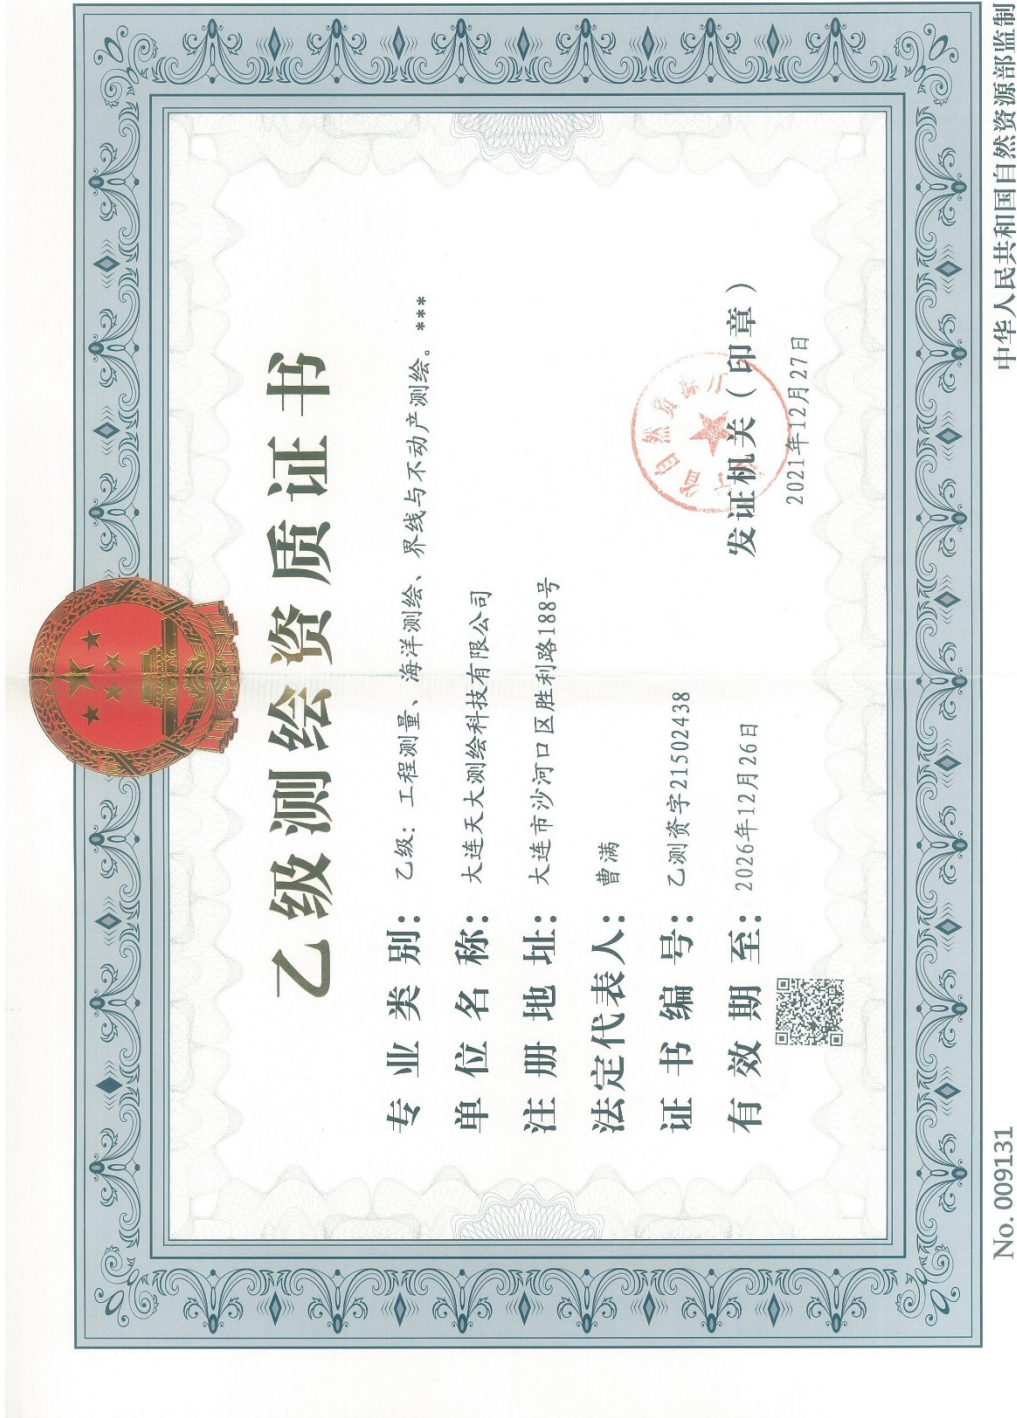 乙级测绘资质证书
专业类别：乙级：工程测量、海洋测绘、界线与不动产测绘。***
单位名称：大连天大测绘科技有限公司
注册地址：大连市沙河口区胜利路188号
法定代表人：曹满
证书编号：乙测资字21502438
有效期至：2026年12月26日
发证机关（印章）
省自然资源厅
2021年12月27日
No. 009131
中华人民共和国自然资源部监制